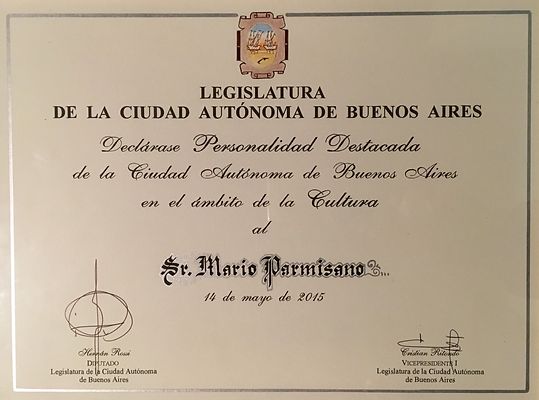 LEGISLATURA
DE LA CIUDAD AUTÓNOMA DE BUENOS AIRES
Declárase Personalidad Destacada
de la Ciudad Autónoma de Buenos Aires
en el ámbito de la Cultura
al
Sr. Mario Parmisano...
14 de mayo de 2015
Hernán Rossi
DIPUTADO
Legislatura de la Ciudad Autónoma
de Buenos Aires
Cristian Ritondo
VICEPRESIDENTE I
Legislatura de la Ciudad Autónoma
de Buenos Aires